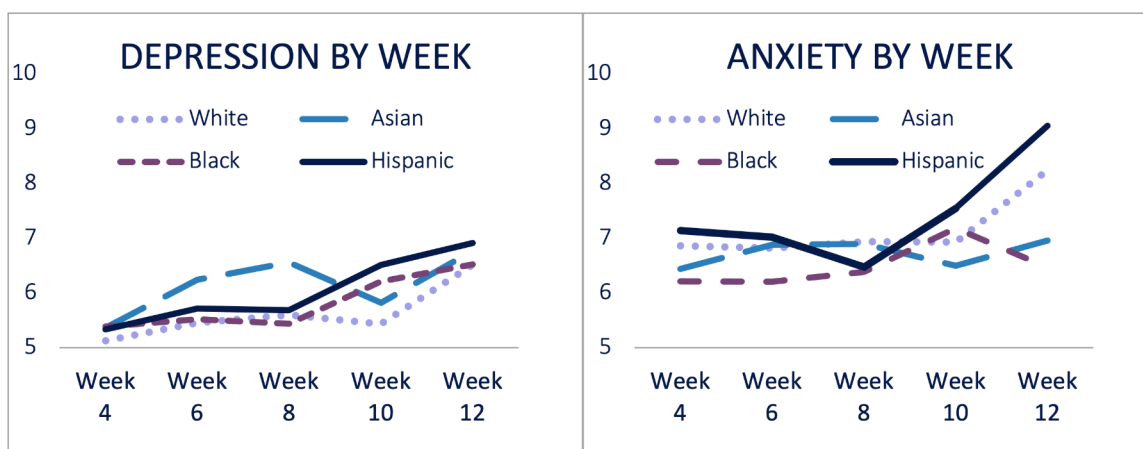 DEPRESSION BY WEEK
10
9
8
7
6
5
White
Asian
Black
Hispanic
Week 4
Week 6
Week 8
Week 10
Week 12
ANXIETY BY WEEK
10
9
8
7
6
5
White
Asian
Black
Hispanic
Week 4
Week 6
Week 8
Week 10
Week 12